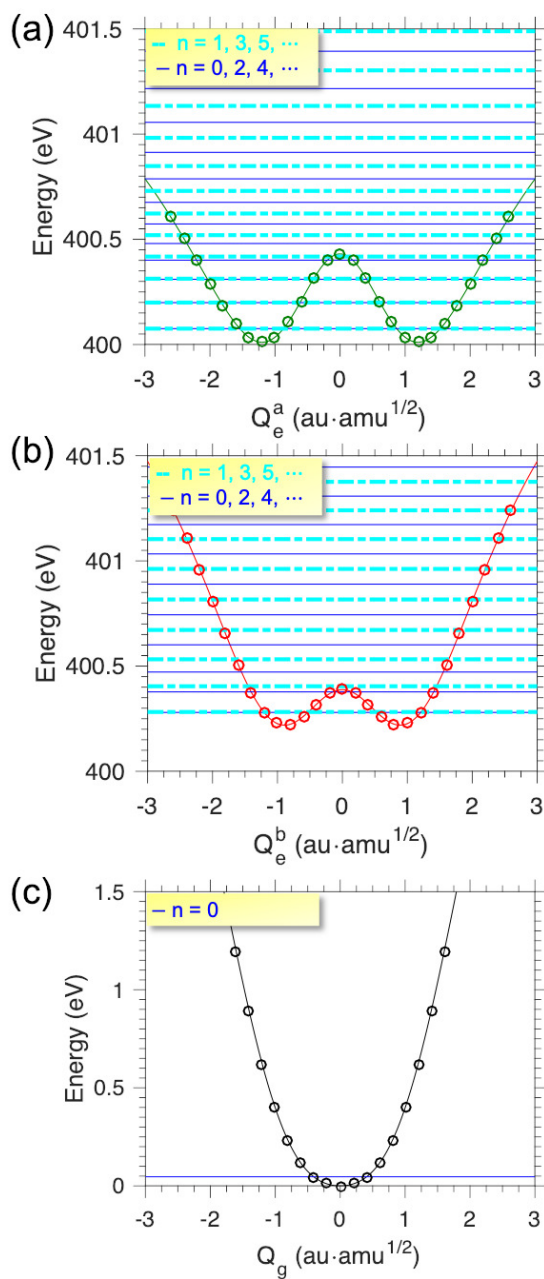 (a)
401.5
401
400.5
400
Energy (eV)
n = 1, 3, 5, ⋯
n = 0, 2, 4, ⋯
-3 -2 -1 0 1 2 3
Q_e^a (au·amu^1/2)
(b)
401.5
401
400.5
400
Energy (eV)
n = 1, 3, 5, ⋯
n = 0, 2, 4, ⋯
-3 -2 -1 0 1 2 3
Q_e^b (au·amu^1/2)
(c)
1.5
1
0.5
0
Energy (eV)
n = 0
-3 -2 -1 0 1 2 3
Q_g (au·amu^1/2)